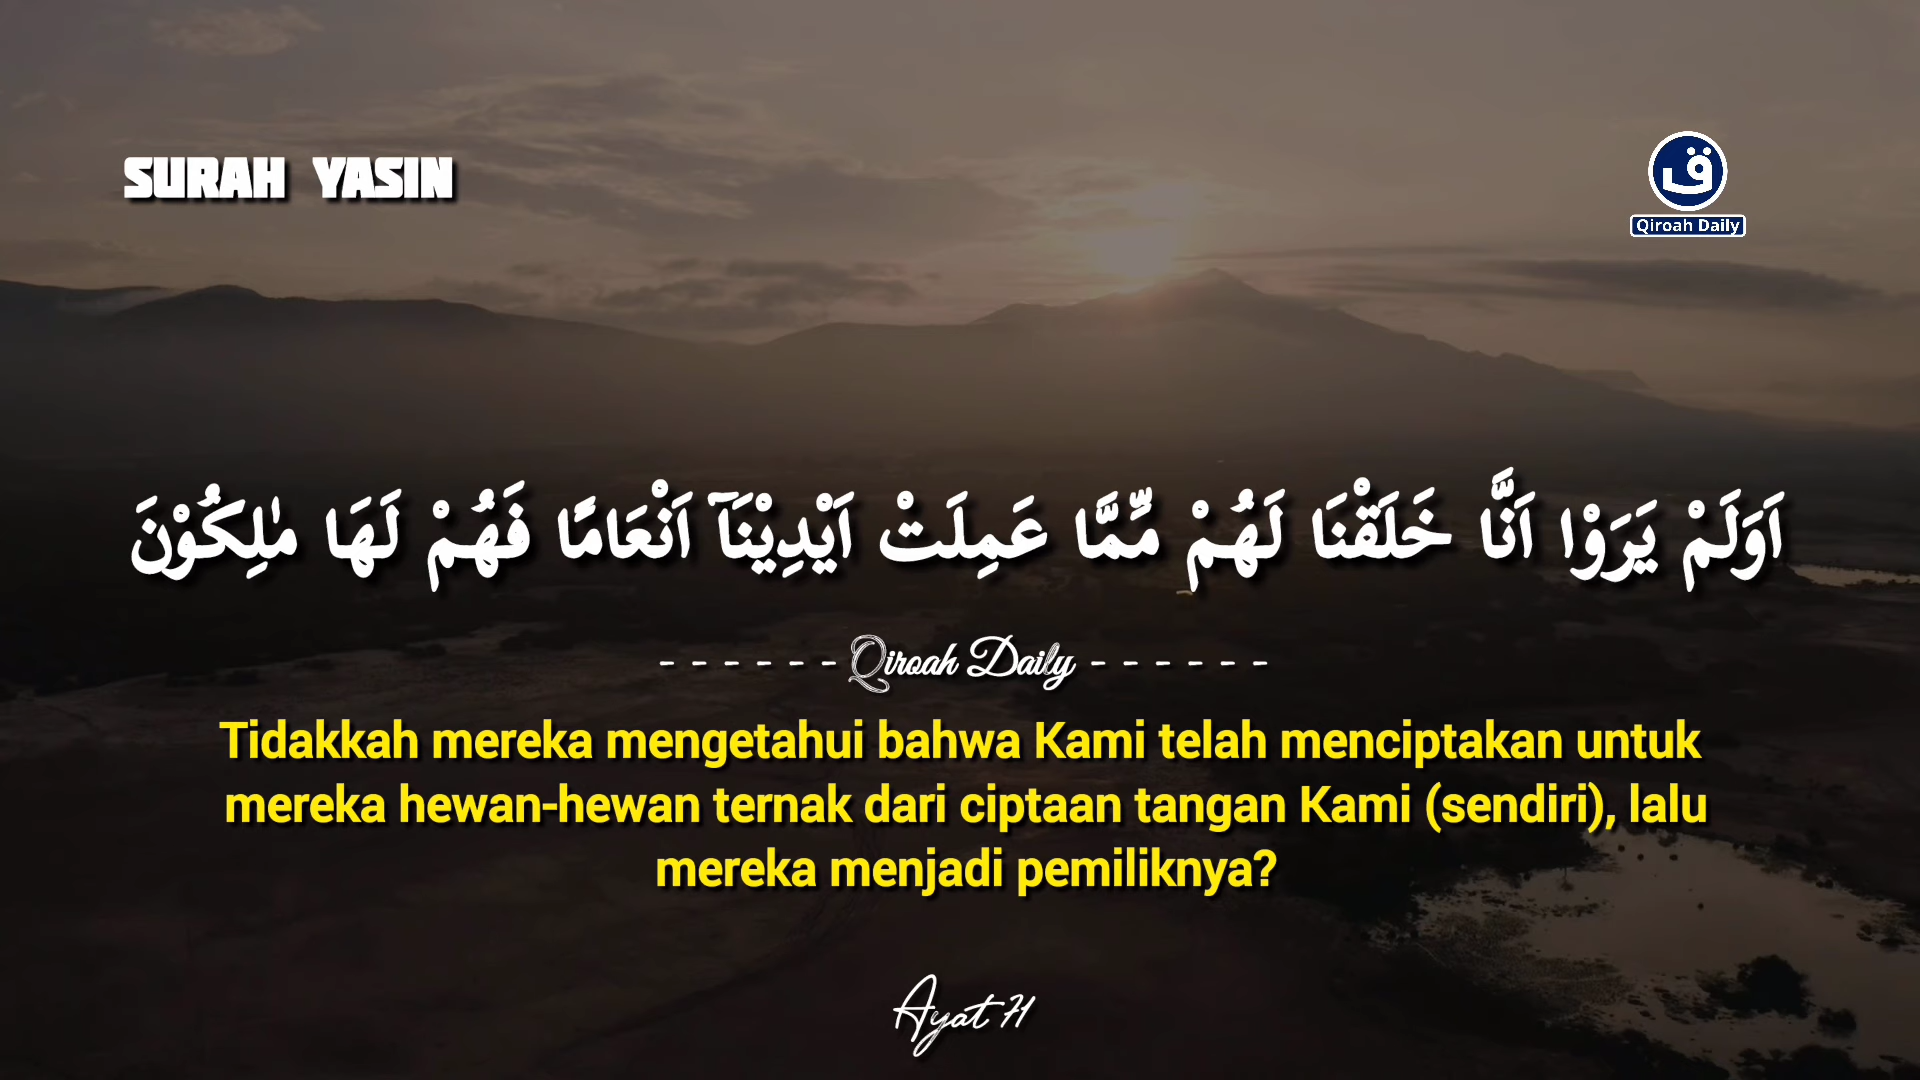 SURAH YASIN
ق
Qiroah Daily
اَوَلَمْ يَرَوْا اَنَّا خَلَقْنَا لَهُمْ مِّمَّا عَمِلَتْ اَيْدِيْنَآ اَنْعَامًا فَهُمْ لَهَا مٰلِكُوْنَ
------ Qiroah Daily ------
Tidakkah mereka mengetahui bahwa Kami telah menciptakan untuk
mereka hewan-hewan ternak dari ciptaan tangan Kami (sendiri), lalu
mereka menjadi pemiliknya?
Ayat 71